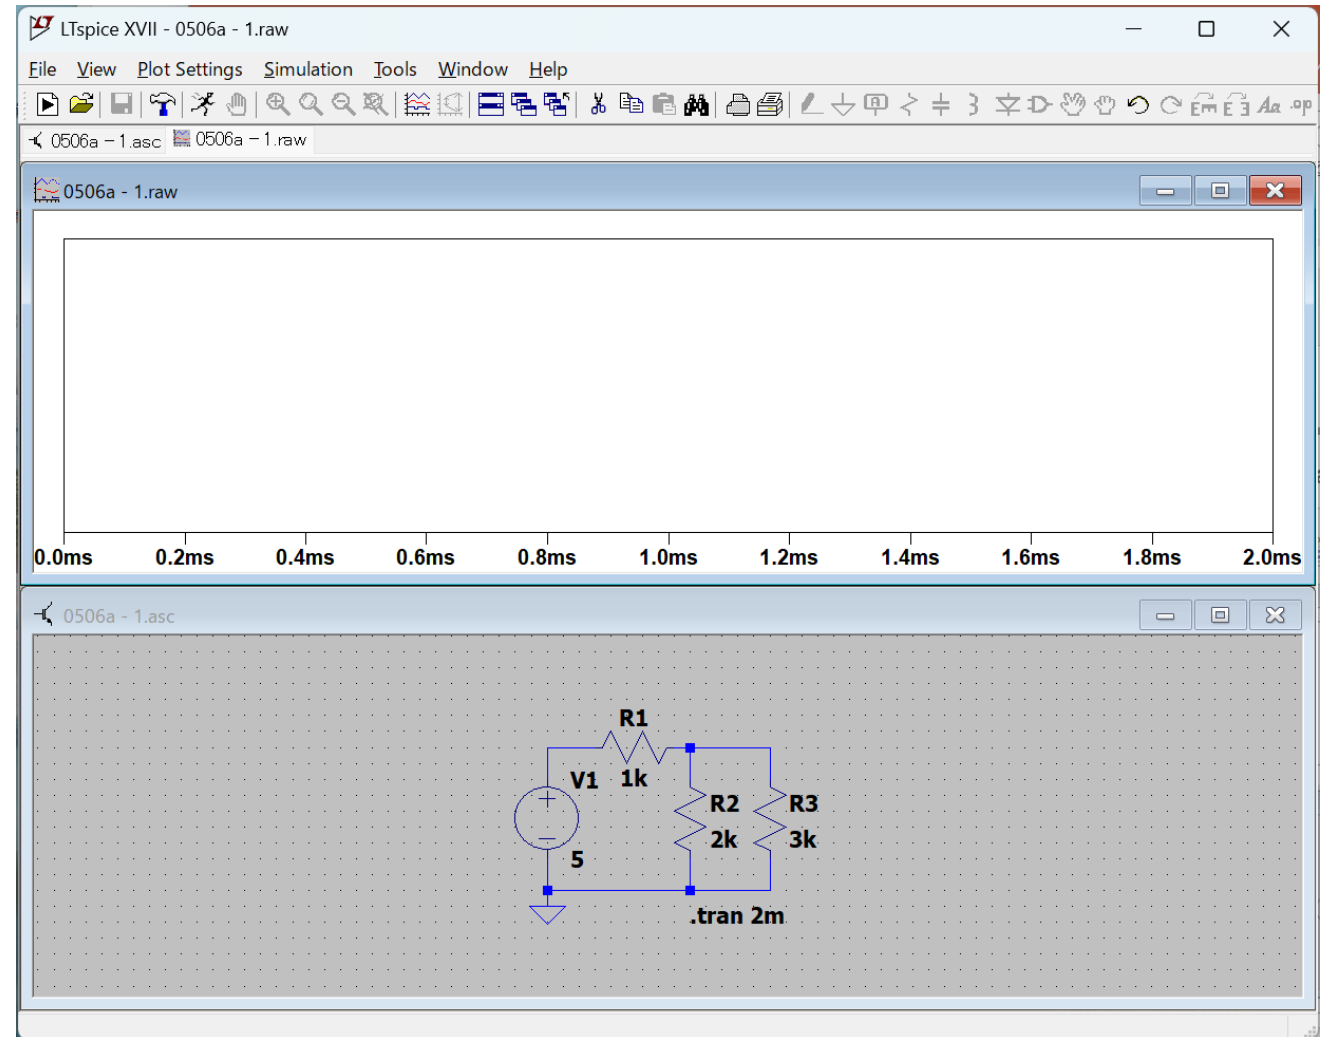 LTspice XVII - 0506a - 1.raw
File View Plot Settings Simulation Tools Window Help
0506a - 1.asc 0506a - 1.raw
0506a - 1.raw
0.0ms 0.2ms 0.4ms 0.6ms 0.8ms 1.0ms 1.2ms 1.4ms 1.6ms 1.8ms 2.0ms
0506a - 1.asc
R1
V1 1k
R2 R3
2k 3k
5
.tran 2m